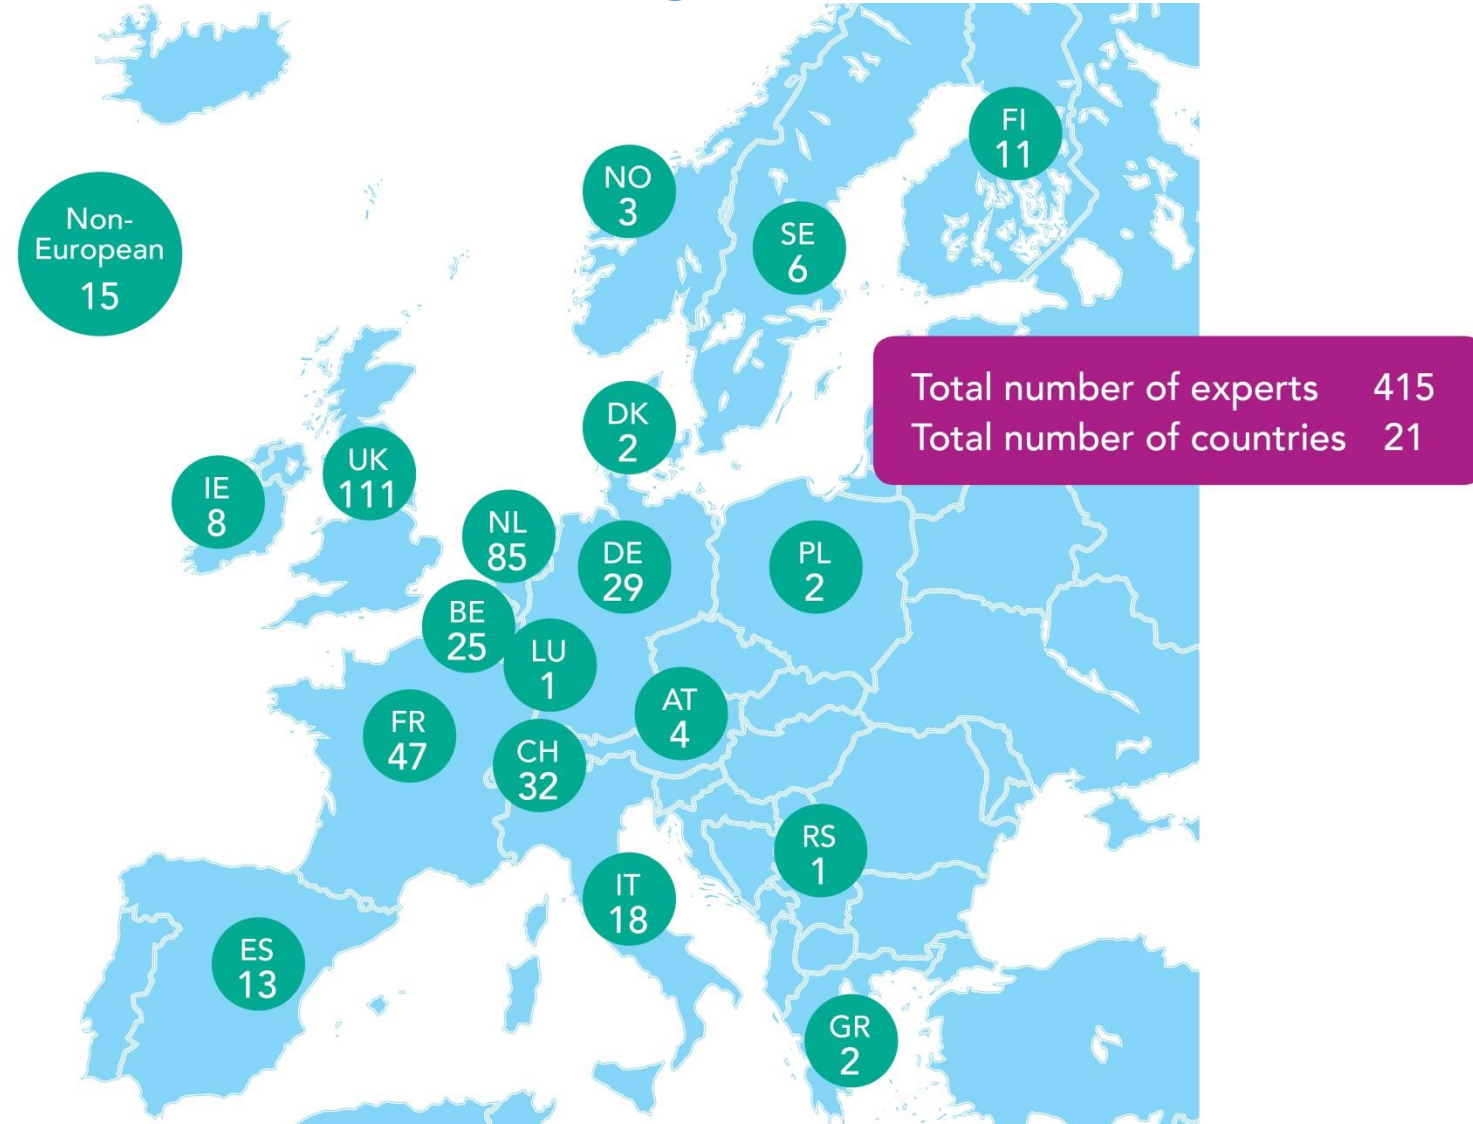 FI
11
NO
3
Non-
European
15
SE
6
Total number of experts 415
Total number of countries 21
DK
2
UK
111
IE
8
NL
85
DE
29
PL
2
BE
25
LU
1
AT
4
FR
47
CH
32
RS
1
IT
18
ES
13
GR
2